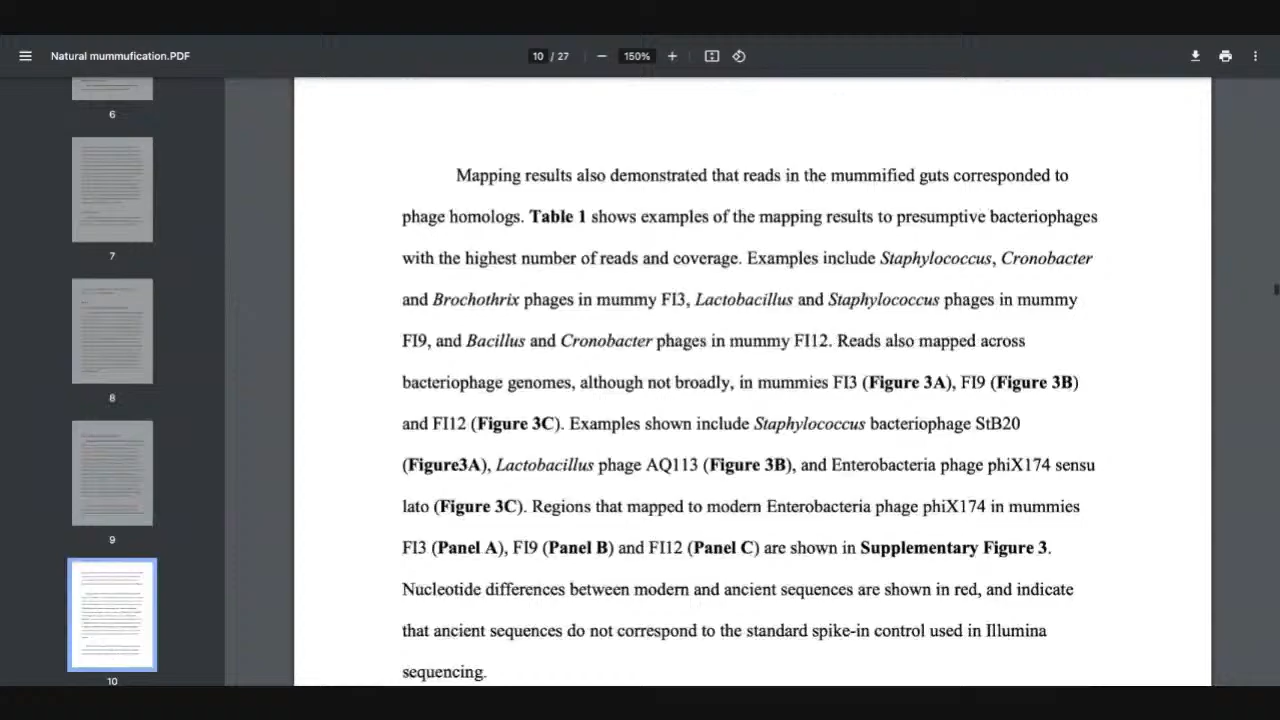 Natural mummufication.PDF
10 / 27
150%
6
7
8
9
10
Mapping results also demonstrated that reads in the mummified guts corresponded to
phage homologs. Table 1 shows examples of the mapping results to presumptive bacteriophages
with the highest number of reads and coverage. Examples include Staphylococcus, Cronobacter
and Brochothrix phages in mummy FI3, Lactobacillus and Staphylococcus phages in mummy
FI9, and Bacillus and Cronobacter phages in mummy FI12. Reads also mapped across
bacteriophage genomes, although not broadly, in mummies FI3 (Figure 3A), FI9 (Figure 3B)
and FI12 (Figure 3C). Examples shown include Staphylococcus bacteriophage StB20
(Figure3A), Lactobacillus phage AQ113 (Figure 3B), and Enterobacteria phage phiX174 sensu
lato (Figure 3C). Regions that mapped to modern Enterobacteria phage phiX174 in mummies
FI3 (Panel A), FI9 (Panel B) and FI12 (Panel C) are shown in Supplementary Figure 3.
Nucleotide differences between modern and ancient sequences are shown in red, and indicate
that ancient sequences do not correspond to the standard spike-in control used in Illumina
sequencing.